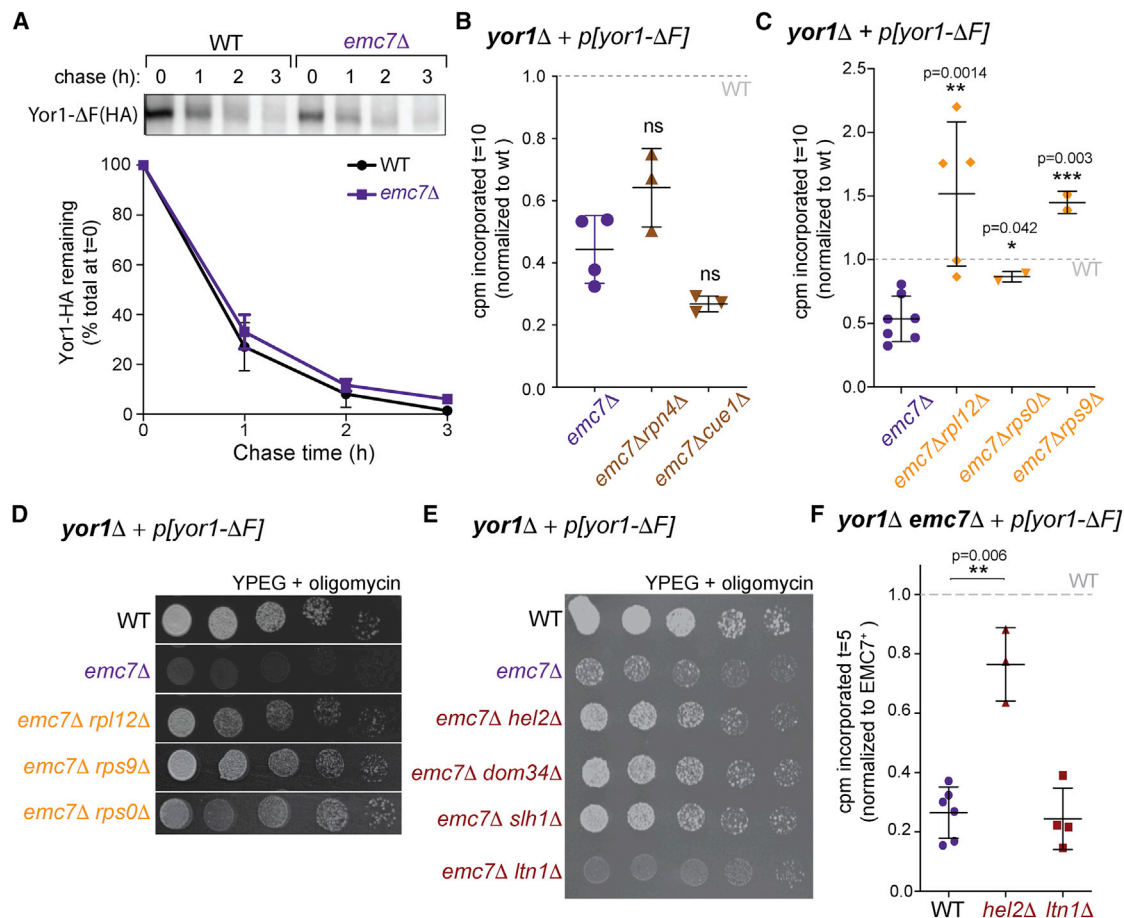 A
WT
emc7Δ
chase (h):
0 1 2 3 0 1 2 3
Yor1-ΔF(HA)
100
80
60
40
20
0
Yor1-HA remaining
(% total at t=0)
WT
emc7Δ
0 1 2 3
Chase time (h)
B
yor1Δ + p[yor1-ΔF]
1.0
0.8
0.6
0.4
0.2
0.0
cpm incorporated t=10
(normalized to wt)
WT
ns
ns
emc7Δ
emc7Δrpn4Δ
emc7Δcue1Δ
C
yor1Δ + p[yor1-ΔF]
2.5
2.0
1.5
1.0
0.5
0.0
cpm incorporated t=10
(normalized to wt )
p=0.0014
**
p=0.003
***
p=0.042
*
WT
emc7Δ
emc7Δrpl12Δ
emc7Δrps0Δ
emc7Δrps9Δ
D
yor1Δ + p[yor1-ΔF]
YPEG + oligomycin
WT
emc7Δ
emc7Δ rpl12Δ
emc7Δ rps9Δ
emc7Δ rps0Δ
E
yor1Δ + p[yor1-ΔF]
YPEG + oligomycin
WT
emc7Δ
emc7Δ hel2Δ
emc7Δ dom34Δ
emc7Δ slh1Δ
emc7Δ ltn1Δ
F
yor1Δ emc7Δ + p[yor1-ΔF]
p=0.006
**
WT
1.0
0.8
0.6
0.4
0.2
0.0
cpm incorporated t=5
(normalized to EMC7⁺ )
WT
hel2Δ
ltn1Δ